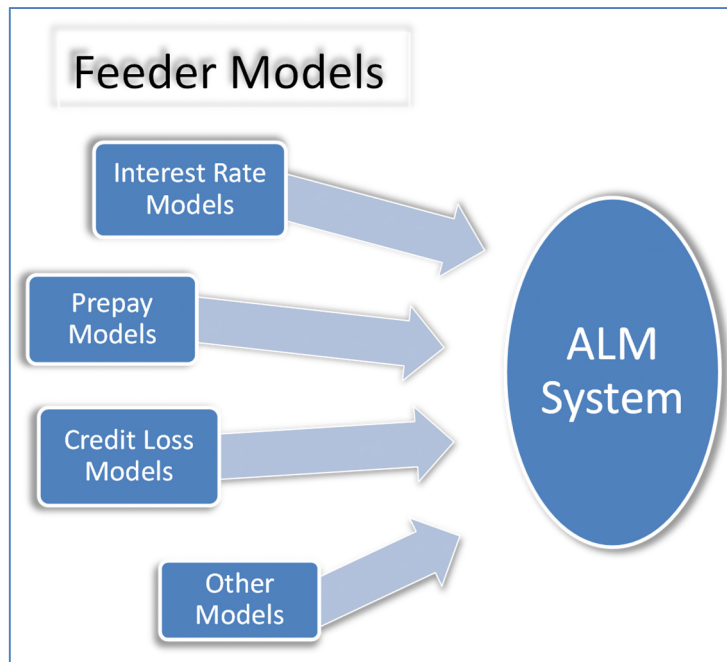 Feeder Models
Interest Rate
Models
Prepay
Models
Credit Loss
Models
Other
Models
ALM
System